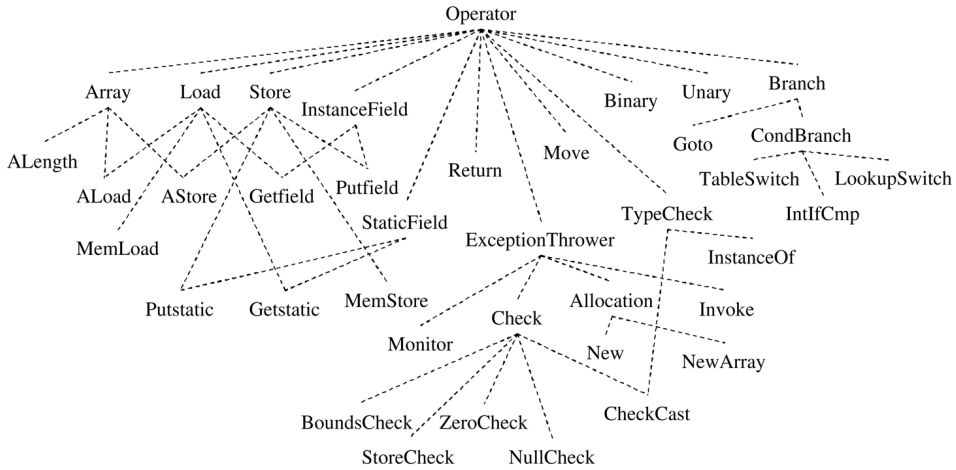 Operator
Array
Load
Store
InstanceField
Binary
Unary
Branch
ALength
Return
Move
Goto
CondBranch
ALoad
AStore
Getfield
Putfield
TableSwitch
LookupSwitch
MemLoad
StaticField
TypeCheck
IntIfCmp
ExceptionThrower
InstanceOf
Putstatic
Getstatic
MemStore
Allocation
Invoke
Check
Monitor
New
NewArray
BoundsCheck
ZeroCheck
CheckCast
StoreCheck
NullCheck